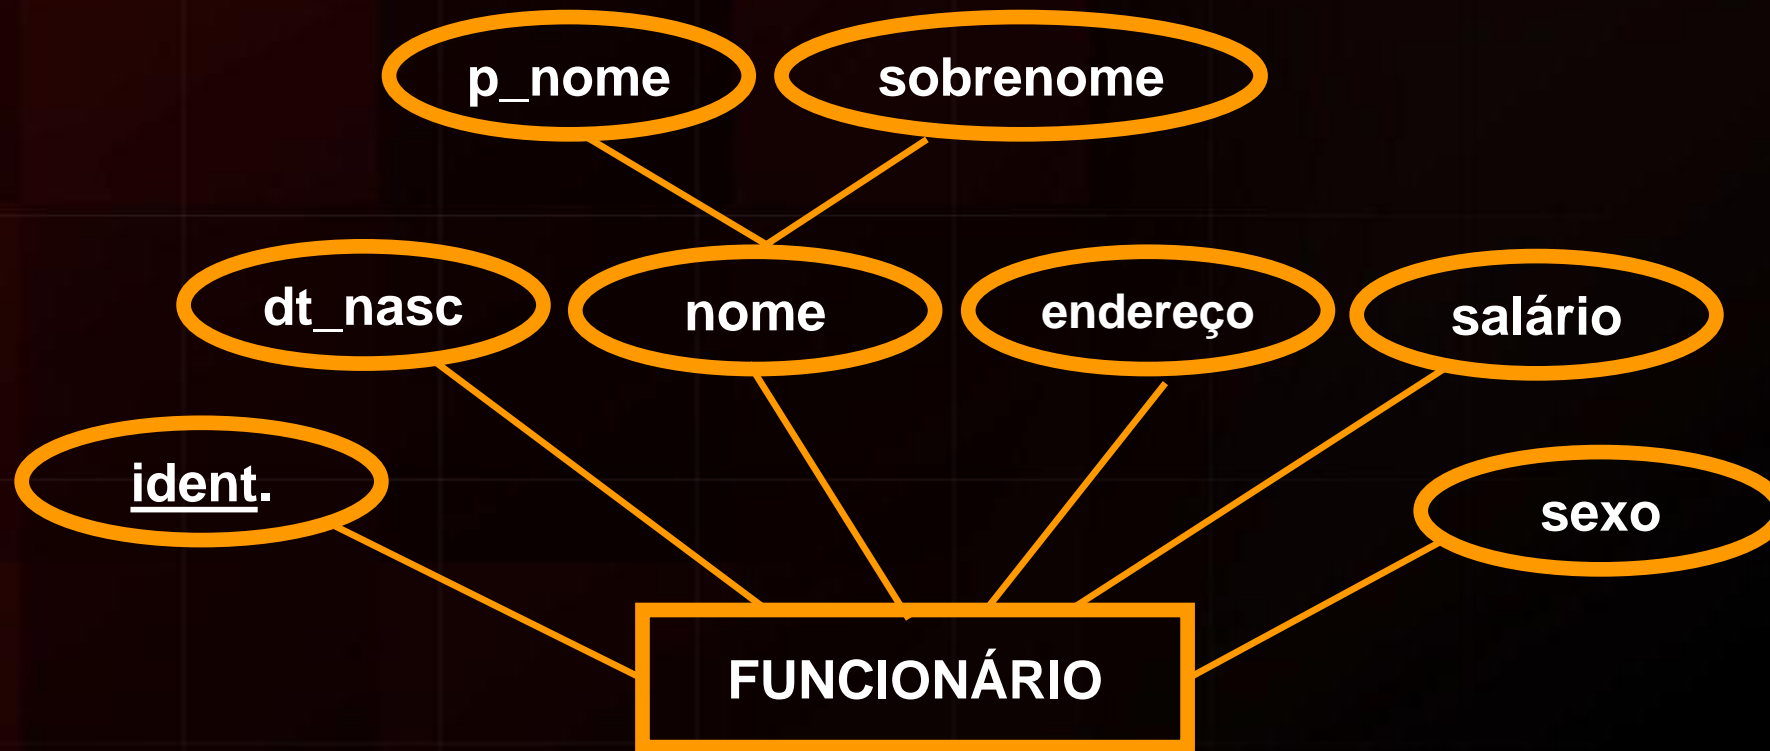 p_nome
sobrenome
dt_nasc
nome
endereço
salário
ident.
sexo
FUNCIONÁRIO